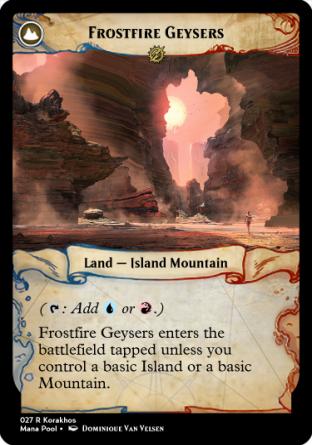 Frostfire Geysers
Land — Island Mountain
( : Add or .)
Frostfire Geysers enters the
battlefield tapped unless you
control a basic Island or a basic
Mountain.
027 R Korakhos
Mana Pool • Dominique Van Velsen